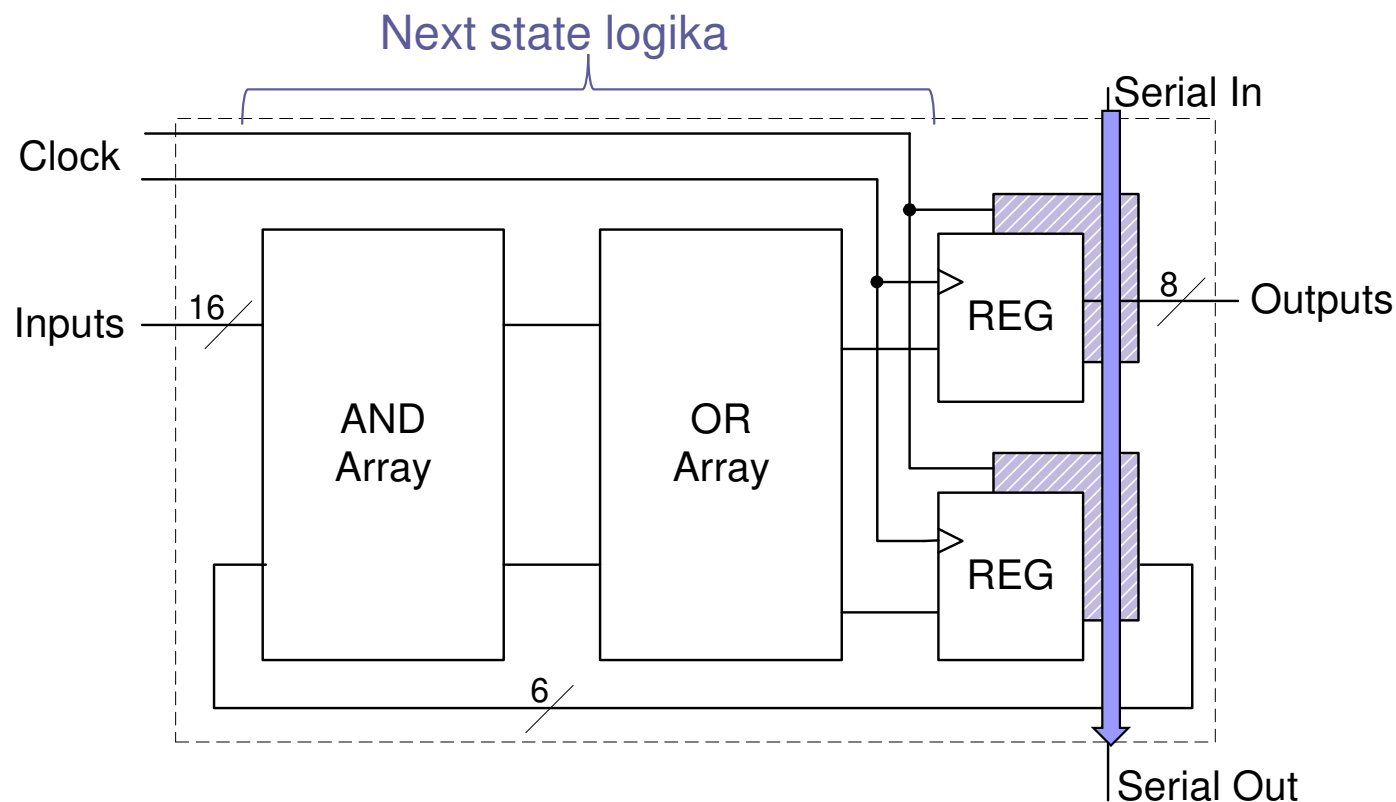 Next state logika
Serial In
Clock
16
Inputs
AND
Array
OR
Array
REG
8
Outputs
REG
6
Serial Out